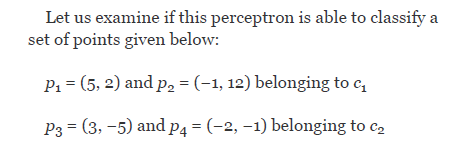 Let us examine if this perceptron is able to classify a
set of points given below:
p₁ = (5, 2) and p₂ = (−1, 12) belonging to c₁
p₃ = (3, −5) and p₄ = (−2, −1) belonging to c₂